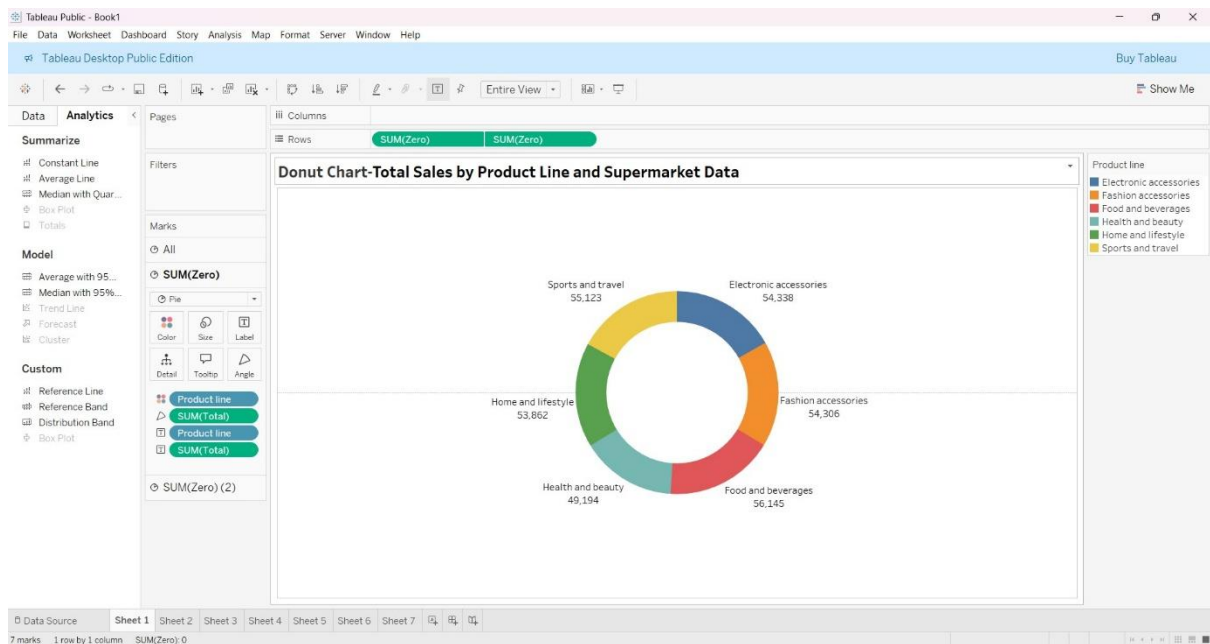 Tableau Public - Book1
File Data Worksheet Dashboard Story Analysis Map Format Server Window Help
Tableau Desktop Public Edition
Buy Tableau
Entire View
Show Me
Data Analytics
Summarize
Constant Line
Average Line
Median with Quar...
Box Plot
Totals
Model
Average with 95...
Median with 95%...
Trend Line
Forecast
Cluster
Custom
Reference Line
Reference Band
Distribution Band
Box Plot
Pages
Filters
Marks
All
SUM(Zero)
Pie
Color Size Label
Detail Tooltip Angle
Product line
SUM(Total)
Product line
SUM(Total)
SUM(Zero) (2)
Columns
Rows SUM(Zero) SUM(Zero)
Donut Chart-Total Sales by Product Line and Supermarket Data
Sports and travel
55,123
Electronic accessories
54,338
Home and lifestyle
53,862
Fashion accessories
54,306
Health and beauty
49,194
Food and beverages
56,145
Product line
Electronic accessories
Fashion accessories
Food and beverages
Health and beauty
Home and lifestyle
Sports and travel
Data Source Sheet 1 Sheet 2 Sheet 3 Sheet 4 Sheet 5 Sheet 6 Sheet 7
7 marks 1 row by 1 column SUM(Zero): 0